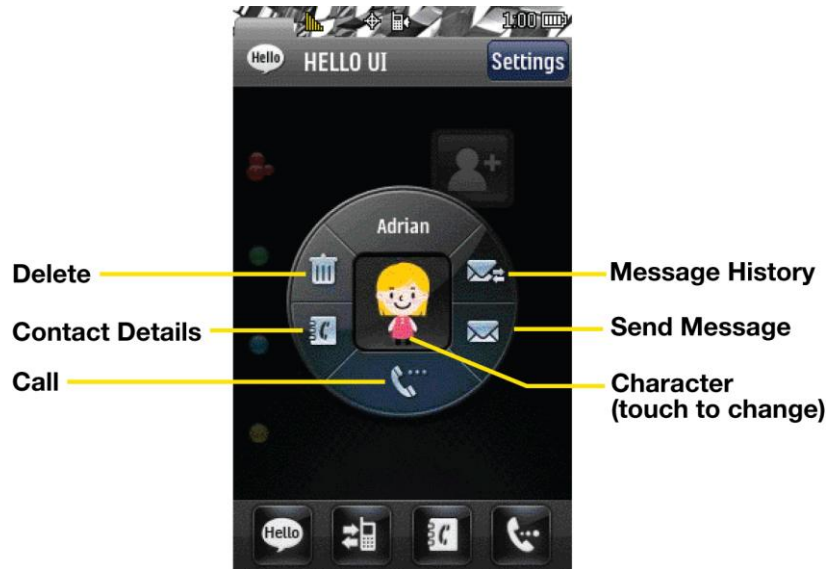 1:00
Hello
HELLO UI
Settings
Adrian
Delete
Message History
Contact Details
Send Message
Call
Character
(touch to change)
Hello